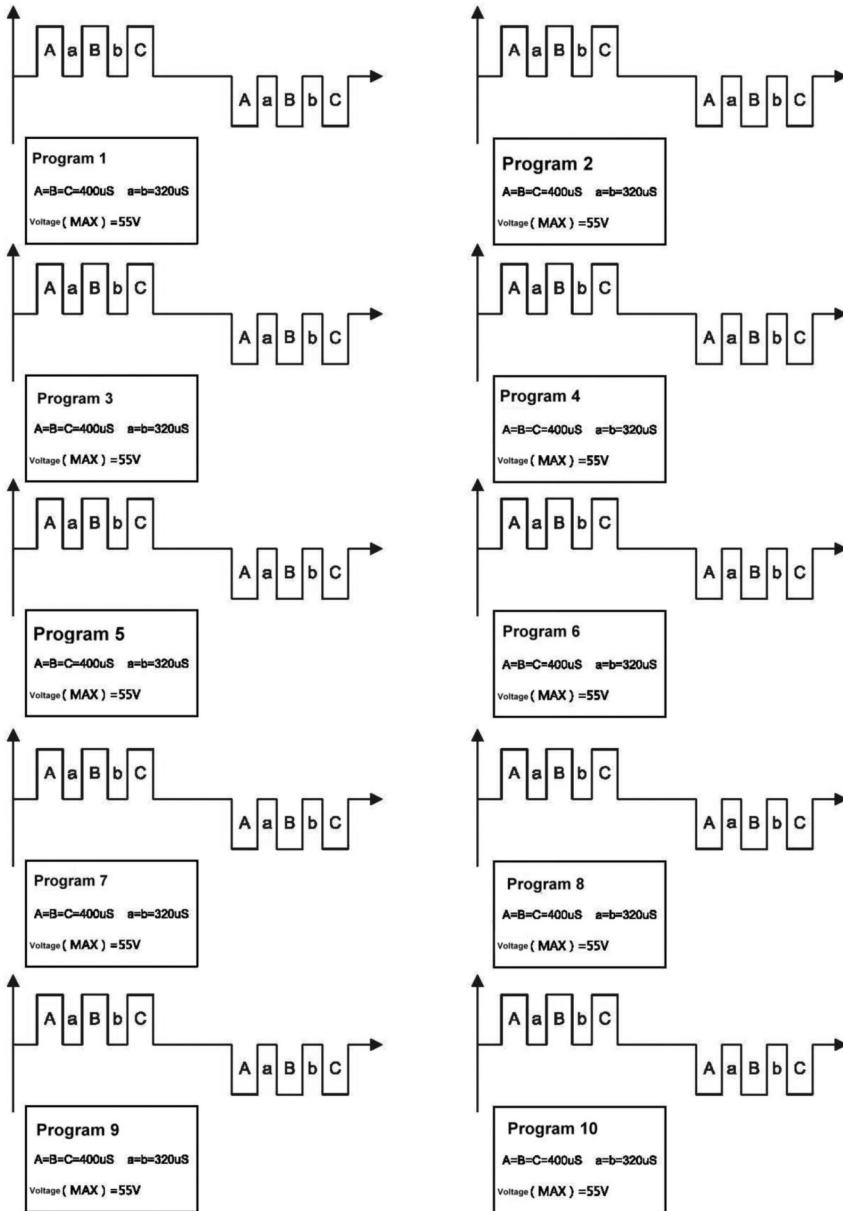 A a B b C
A a B b C
Program 1
A=B=C=400uS a=b=320uS
Voltage ( MAX ) =55V
A a B b C
A a B b C
Program 2
A=B=C=400uS a=b=320uS
Voltage ( MAX ) =55V
A a B b C
A a B b C
Program 3
A=B=C=400uS a=b=320uS
Voltage ( MAX ) =55V
A a B b C
A a B b C
Program 4
A=B=C=400uS a=b=320uS
Voltage ( MAX ) =55V
A a B b C
A a B b C
Program 5
A=B=C=400uS a=b=320uS
Voltage ( MAX ) =55V
A a B b C
A a B b C
Program 6
A=B=C=400uS a=b=320uS
Voltage ( MAX ) =55V
A a B b C
A a B b C
Program 7
A=B=C=400uS a=b=320uS
Voltage ( MAX ) =55V
A a B b C
A a B b C
Program 8
A=B=C=400uS a=b=320uS
Voltage ( MAX ) =55V
A a B b C
A a B b C
Program 9
A=B=C=400uS a=b=320uS
Voltage ( MAX ) =55V
A a B b C
A a B b C
Program 10
A=B=C=400uS a=b=320uS
Voltage ( MAX ) =55V